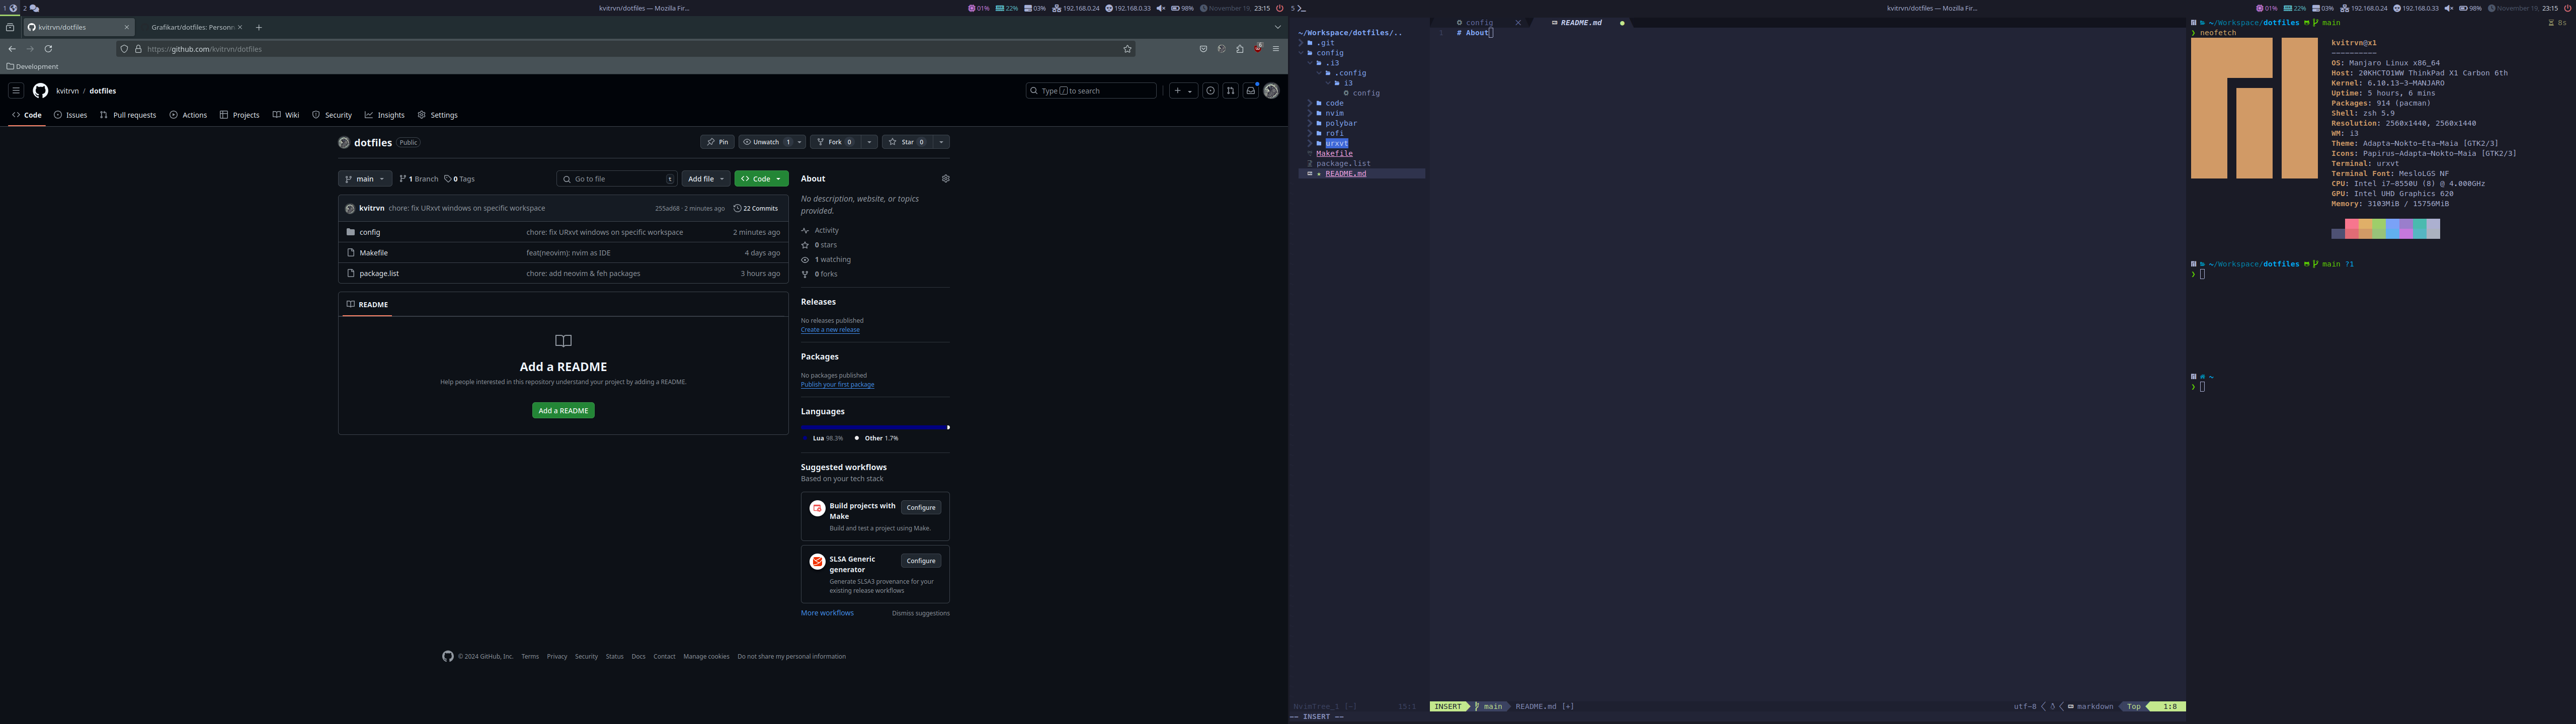 1 2 kvitrvn/dotfiles — Mozilla Fir... 01% 22% 03% 192.168.0.24 192.168.0.33 98% November 19, 23:15
kvitrvn/dotfiles × Grafikart/dotfiles: Personn × +
https://github.com/kvitrvn/dotfiles
Development
kvitrvn / dotfiles Type / to search
Code Issues Pull requests Actions Projects Wiki Security Insights Settings
dotfiles Public Pin Unwatch 1 Fork 0 Star 0
main 1 Branch 0 Tags Go to file t Add file Code
kvitrvn chore: fix URxvt windows on specific workspace 255ad68 · 2 minutes ago 22 Commits
config chore: fix URxvt windows on specific workspace 2 minutes ago
Makefile feat(neovim): nvim as IDE 4 days ago
package.list chore: add neovim & feh packages 3 hours ago
README
Add a README
Help people interested in this repository understand your project by adding a README.
Add a README
About
No description, website, or topics
provided.
Activity
0 stars
1 watching
0 forks
Releases
No releases published
Create a new release
Packages
No packages published
Publish your first package
Languages
Lua 98.3% Other 1.7%
Suggested workflows
Based on your tech stack
Build projects with
Make
Configure
Build and test a project using Make.
SLSA Generic
generator
Configure
Generate SLSA3 provenance for your
existing release workflows
More workflows Dismiss suggestions
© 2024 GitHub, Inc. Terms Privacy Security Status Docs Contact Manage cookies Do not share my personal information
5 kvitrvn/dotfiles — Mozilla Fir... 01% 22% 03% 192.168.0.24 192.168.0.33 98% November 19, 23:15
config README.md
~/Workspace/dotfiles/..
.git
config
.i3
.config
i3
config
code
nvim
polybar
rofi
urxvt
Makefile
package.list
README.md
1 # About
NvimTree_1 [-] 15:1
INSERT main README.md [+] utf-8 markdown Top 1:8
-- INSERT --
~/Workspace/dotfiles main 8s
❯ neofetch
kvitrvn@x1
----------
OS: Manjaro Linux x86_64
Host: 20KHCTO1WW ThinkPad X1 Carbon 6th
Kernel: 6.10.13-3-MANJARO
Uptime: 5 hours, 6 mins
Packages: 914 (pacman)
Shell: zsh 5.9
Resolution: 2560x1440, 2560x1440
WM: i3
Theme: Adapta-Nokto-Eta-Maia [GTK2/3]
Icons: Papirus-Adapta-Nokto-Maia [GTK2/3]
Terminal: urxvt
Terminal Font: MesloLGS NF
CPU: Intel i7-8550U (8) @ 4.000GHz
GPU: Intel UHD Graphics 620
Memory: 3103MiB / 15756MiB
~/Workspace/dotfiles main ?1
❯
~
❯